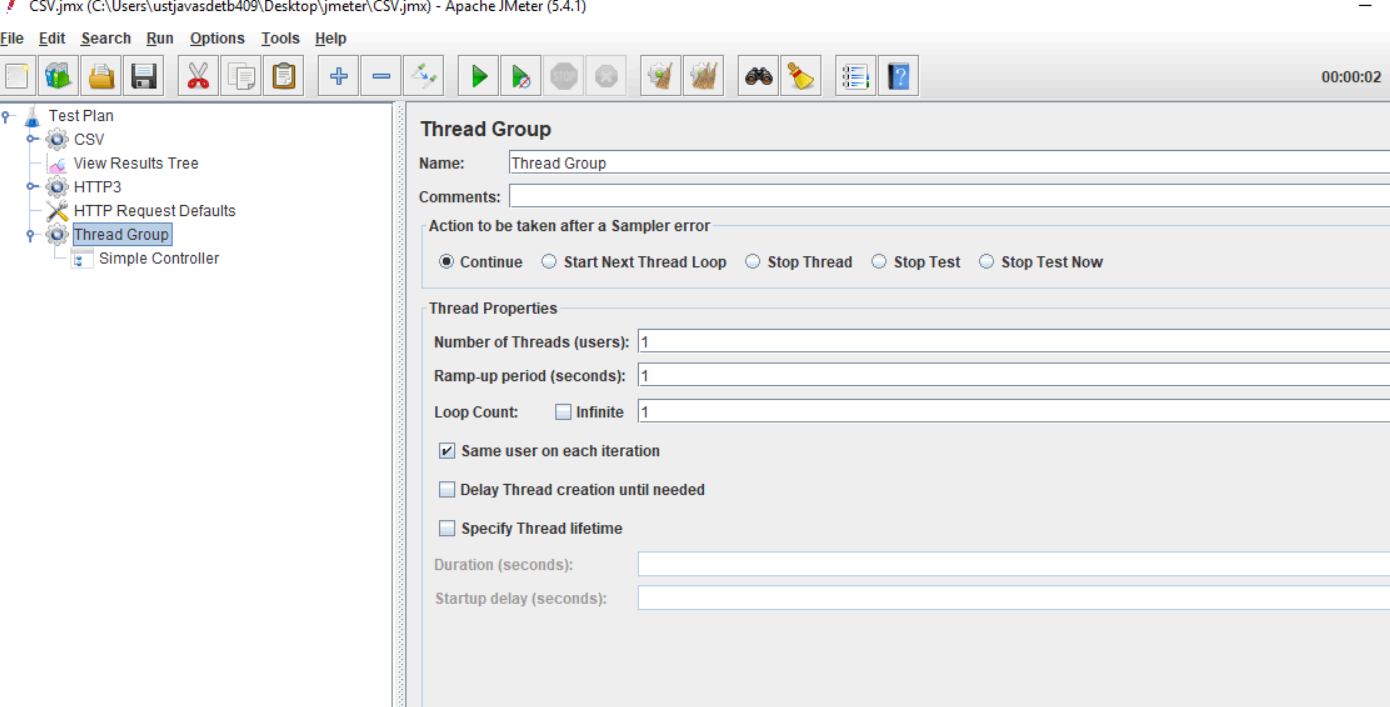 CSV.jmx (C:\Users\ustjavasdetb409\Desktop\jmeter\CSV.jmx) - Apache JMeter (5.4.1)
File Edit Search Run Options Tools Help
STOP
00:00:02
Test Plan
CSV
View Results Tree
HTTP3
HTTP Request Defaults
Thread Group
Simple Controller
Thread Group
Name: Thread Group
Comments:
Action to be taken after a Sampler error
Continue Start Next Thread Loop Stop Thread Stop Test Stop Test Now
Thread Properties
Number of Threads (users): 1
Ramp-up period (seconds): 1
Loop Count: Infinite 1
Same user on each iteration
Delay Thread creation until needed
Specify Thread lifetime
Duration (seconds):
Startup delay (seconds):